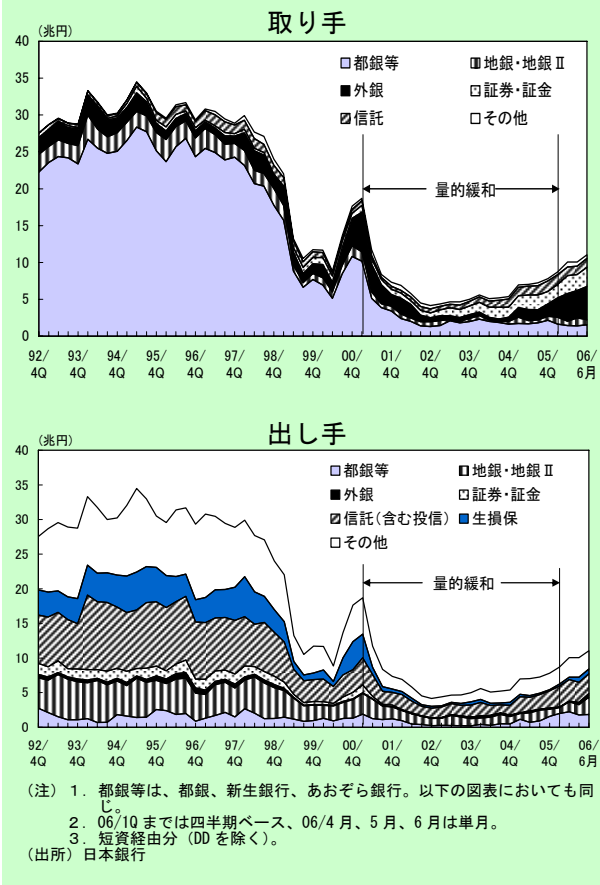 取り手
(兆円)
40
35
30
25
20
15
10
5
0
都銀等 地銀・地銀Ⅱ
外銀 証券・証金
信託 その他
量的緩和
92/ 93/ 94/ 95/ 96/ 97/ 98/ 99/ 00/ 01/ 02/ 03/ 04/ 05/ 06/
4Q 4Q 4Q 4Q 4Q 4Q 4Q 4Q 4Q 4Q 4Q 4Q 4Q 4Q 6月
出し手
(兆円)
40
35
30
25
20
15
10
5
0
都銀等 地銀・地銀Ⅱ
外銀 証券・証金
信託(含む投信) 生損保
その他
量的緩和
92/ 93/ 94/ 95/ 96/ 97/ 98/ 99/ 00/ 01/ 02/ 03/ 04/ 05/ 06/
4Q 4Q 4Q 4Q 4Q 4Q 4Q 4Q 4Q 4Q 4Q 4Q 4Q 4Q 6月
(注) 1. 都銀等は、都銀、新生銀行、あおぞら銀行。以下の図表においても同
じ。
2. 06/1Qまでは四半期ベース、06/4月、5月、6月は単月。
3. 短資経由分(DDを除く)。
(出所) 日本銀行